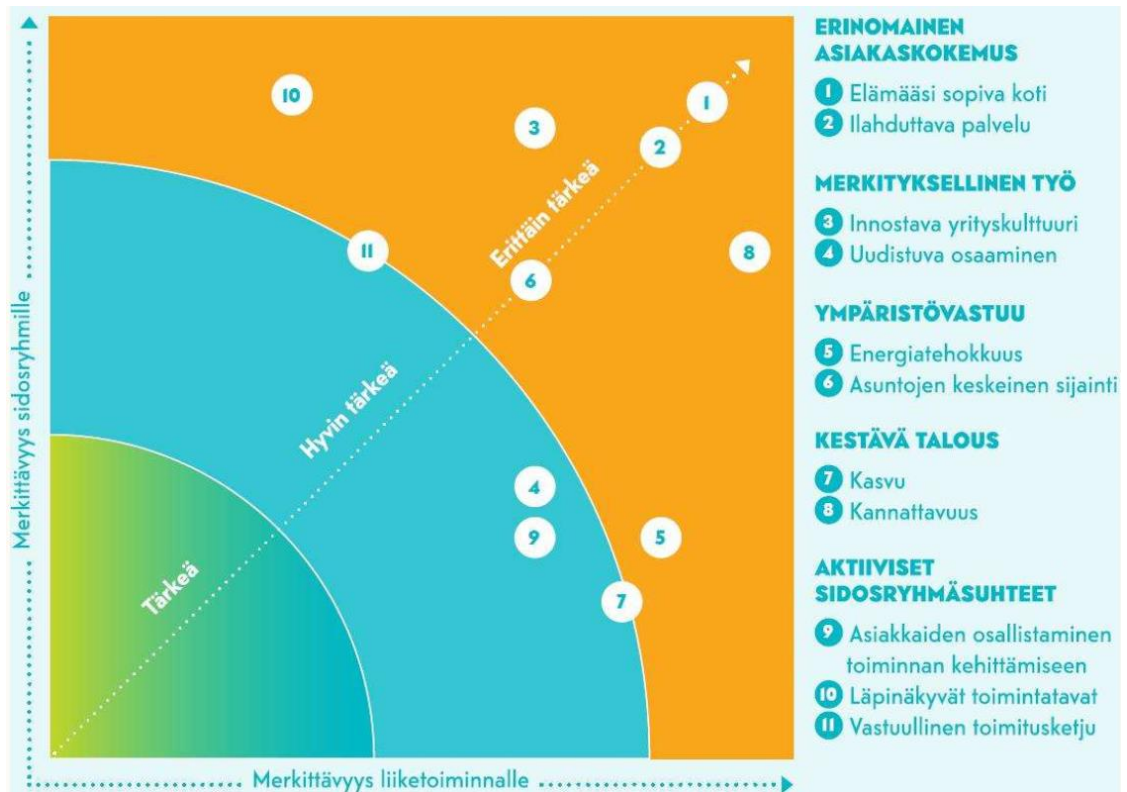 Merkittävyys sidosryhmille
10
1
3
2
Erittäin tärkeä
11
8
6
Hyvin tärkeä
4
9
5
Tärkeä
7
Merkittävyys liiketoiminnalle
ERINOMAINEN
ASIAKASKOKEMUS
1 Elämääsi sopiva koti
2 Ilahduttava palvelu
MERKITYKSELLINEN TYÖ
3 Innostava yrityskulttuuri
4 Uudistuva osaaminen
YMPÄRISTÖVASTUU
5 Energiatehokkuus
6 Asuntojen keskeinen sijainti
KESTÄVÄ TALOUS
7 Kasvu
8 Kannattavuus
AKTIIVISET
SIDOSRYHMÄSUHTEET
9 Asiakkaiden osallistaminen
toiminnan kehittämiseen
10 Läpinäkyvät toimintatavat
11 Vastuullinen toimitusketju